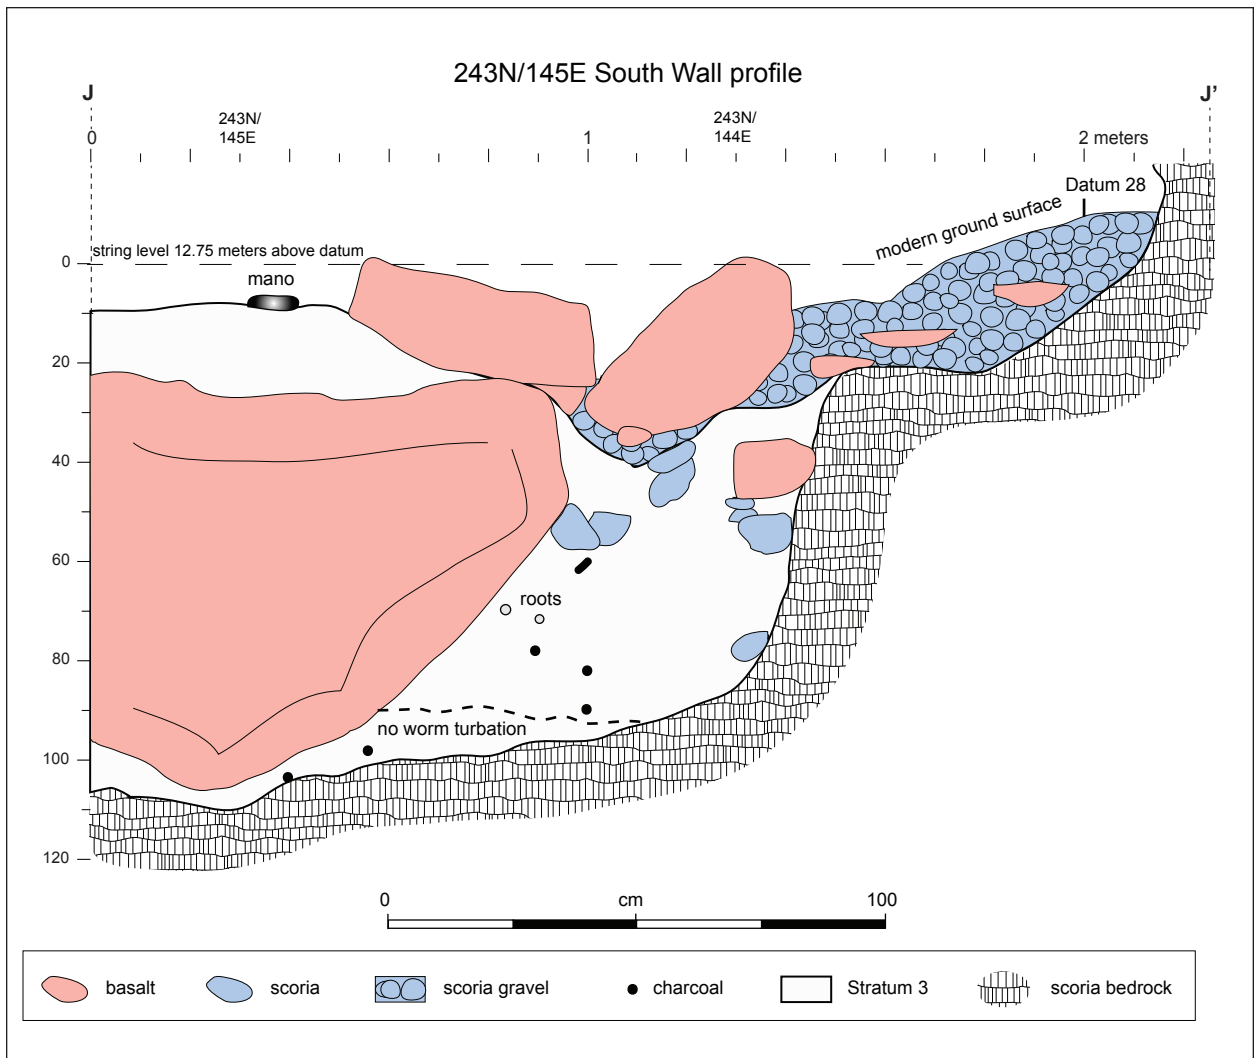 243N/145E South Wall profile
J
J’
243N/
145E
243N/
144E
0
1
2 meters
Datum 28
modern ground surface
string level 12.75 meters above datum
0
mano
20
40
60
roots
80
no worm turbation
100
120
0
cm
100
basalt
scoria
scoria gravel
charcoal
Stratum 3
scoria bedrock